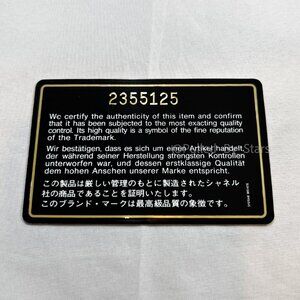 2355125
We certify the authenticity of this item and confirm
that it has been subjected to the most exacting quality
control. Its high quality is a symbol of the fine reputation
of the Trademark.
Wir bestätigen, dass es sich um einen Artikel handelt,
der während seiner Herstellung strengsten Kontrollen
unterworfen war, und dessen erstklassige Qualität
dem hohen Ansehen unserer Marke entspricht.
この製品は厳しい管理のもとに製造されたシャネル
社の商品であることを証明いたします。
このブランド・マークは最高級品質の象徴です。